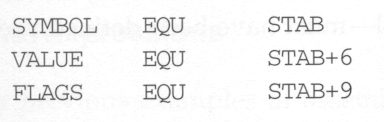 SYMBOL EQU STAB
VALUE EQU STAB+6
FLAGS EQU STAB+9